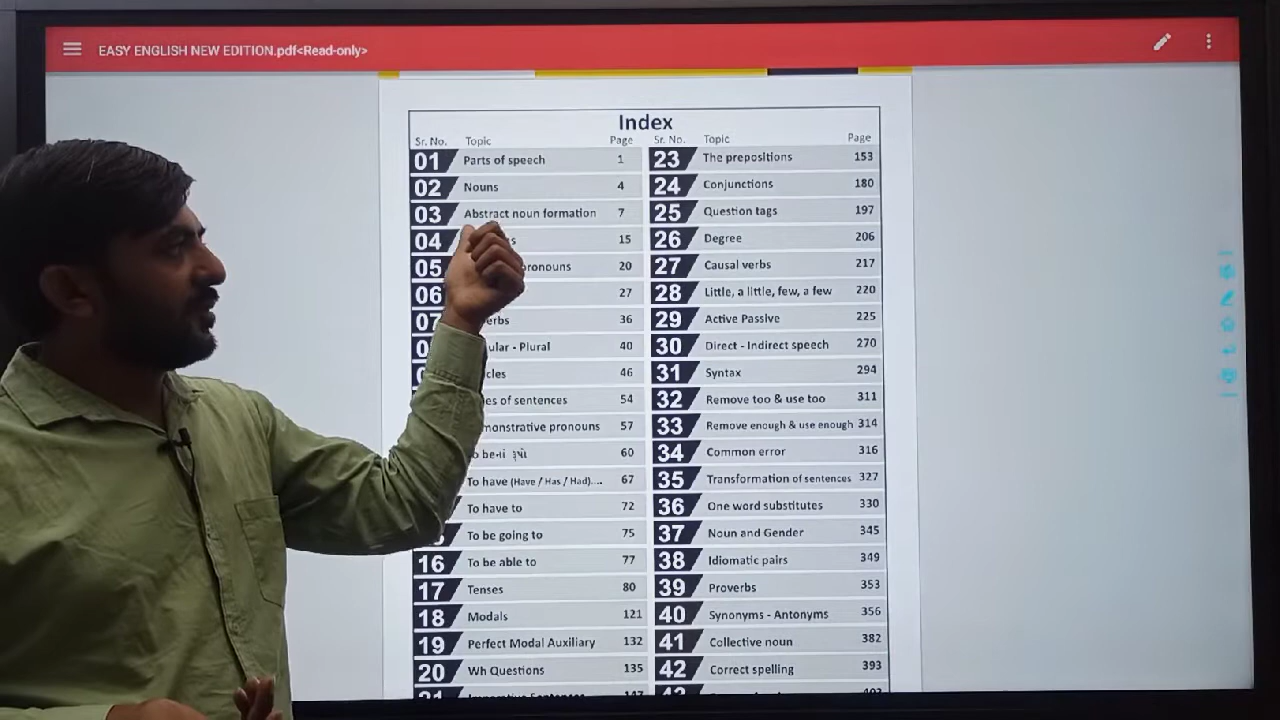 EASY ENGLISH NEW EDITION.pdf<Read-only>
Index
Sr. No. Topic Page
01 Parts of speech 1
02 Nouns 4
03 Abstract noun formation 7
04 15
05 pronouns 20
06 27
07 36
40
Plural
46
of sentences 54
pronouns 57
60
To have (Have / Has / Had).... 67
To have to 72
To be going to 75
16 To be able to 77
17 Tenses 80
18 Modals 121
19 Perfect Modal Auxiliary 132
20 Wh Questions 135
Sr. No. Topic Page
23 The prepositions 153
24 Conjunctions 180
25 Question tags 197
26 Degree 206
27 Causal verbs 217
28 Little, a little, few, a few 220
29 Active Passive 225
30 Direct - Indirect speech 270
31 Syntax 294
32 Remove too & use too 311
33 Remove enough & use enough 314
34 Common error 316
35 Transformation of sentences 327
36 One word substitutes 330
37 Noun and Gender 345
38 Idiomatic pairs 349
39 Proverbs 353
40 Synonyms - Antonyms 356
41 Collective noun 382
42 Correct spelling 393